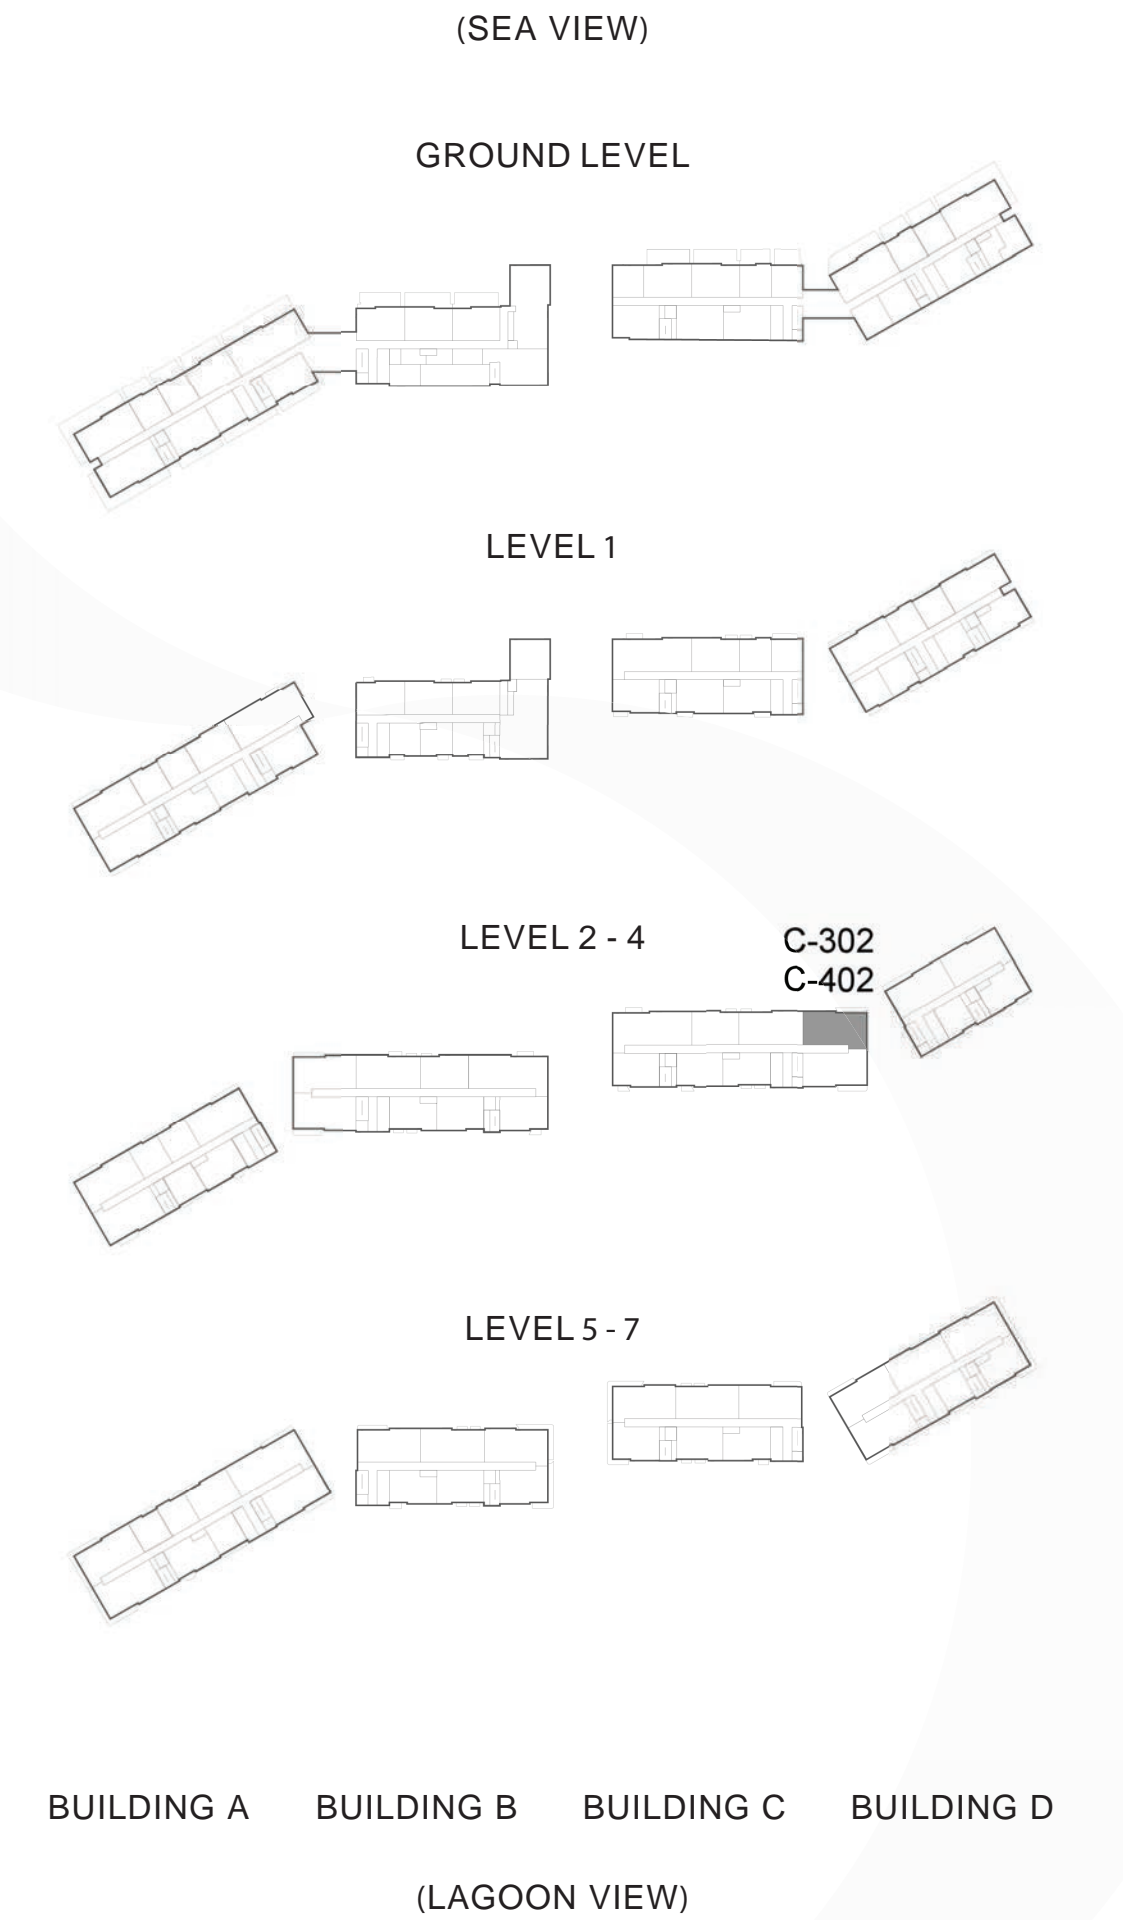 (SEA VIEW)
GROUND LEVEL
LEVEL 1
LEVEL 2 - 4
C-302
C-402
LEVEL 5 - 7
BUILDING A BUILDING B BUILDING C BUILDING D
(LAGOON VIEW)